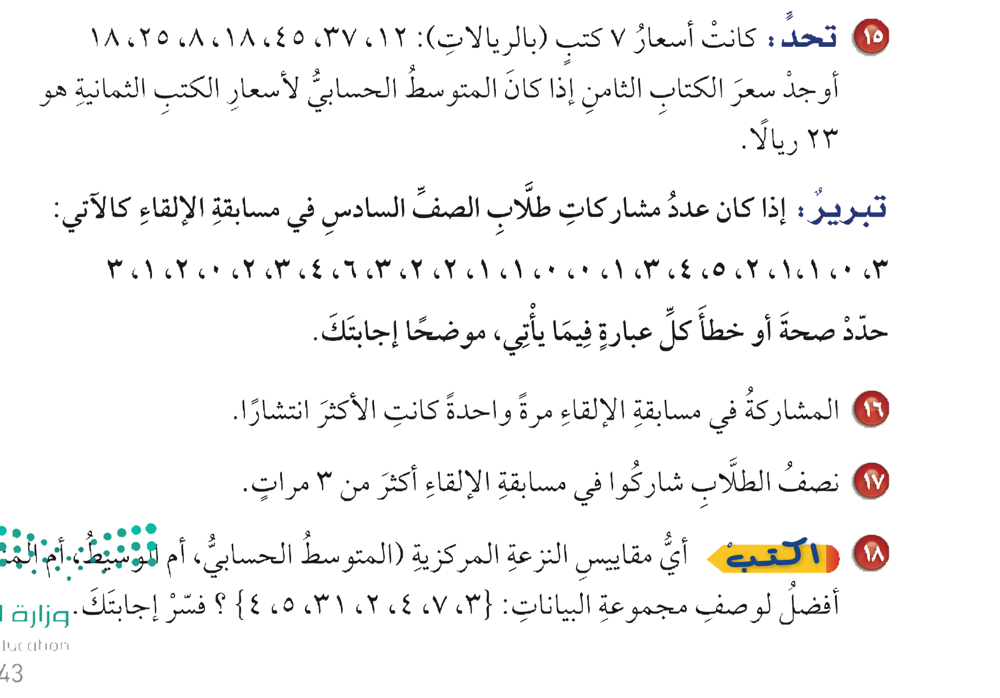 ١٥ تحدٍّ: كانتْ أسعارُ ٧ كتبٍ (بالريالاتِ): ١٢، ٣٧، ٤٥، ١٨، ٨، ٢٥، ١٨
أوجدْ سعرَ الكتابِ الثامنِ إذا كانَ المتوسطُ الحسابيُّ لأسعارِ الكتبِ الثمانيةِ هو
٢٣ ريالًا.
تبريرٌ: إذا كان عددُ مشاركاتِ طلَّابِ الصفِّ السادسِ في مسابقةِ الإلقاءِ كالآتي:
٣، ٠، ١، ١، ٢، ٥، ٤، ٣، ١، ٠، ٠، ١، ١، ٢، ٢، ٣، ٦، ٤، ٣، ٢، ٠، ٢، ١، ٣
حدّدْ صحةَ أو خطأَ كلِّ عبارةٍ فِيمَا يأْتِي، موضحًا إجابتَكَ.
١٦ المشاركةُ في مسابقةِ الإلقاءِ مرةً واحدةً كانتِ الأكثرَ انتشارًا.
١٧ نصفُ الطلَّابِ شاركُوا في مسابقةِ الإلقاءِ أكثرَ من ٣ مراتٍ.
١٨ اكتبْ أيُّ مقاييسِ النزعةِ المركزيةِ (المتوسطُ الحسابيُّ، أم الوسيطُ، أم
أفضلُ لوصفِ مجموعةِ البياناتِ: {٣، ٧، ٤، ٢، ٣١، ٥، ٤} ؟ فسّرْ إجابتَكَ.
وزارة
43